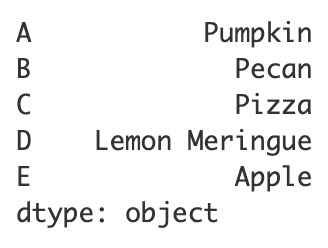 A Pumpkin
B Pecan
C Pizza
D Lemon Meringue
E Apple
dtype: object